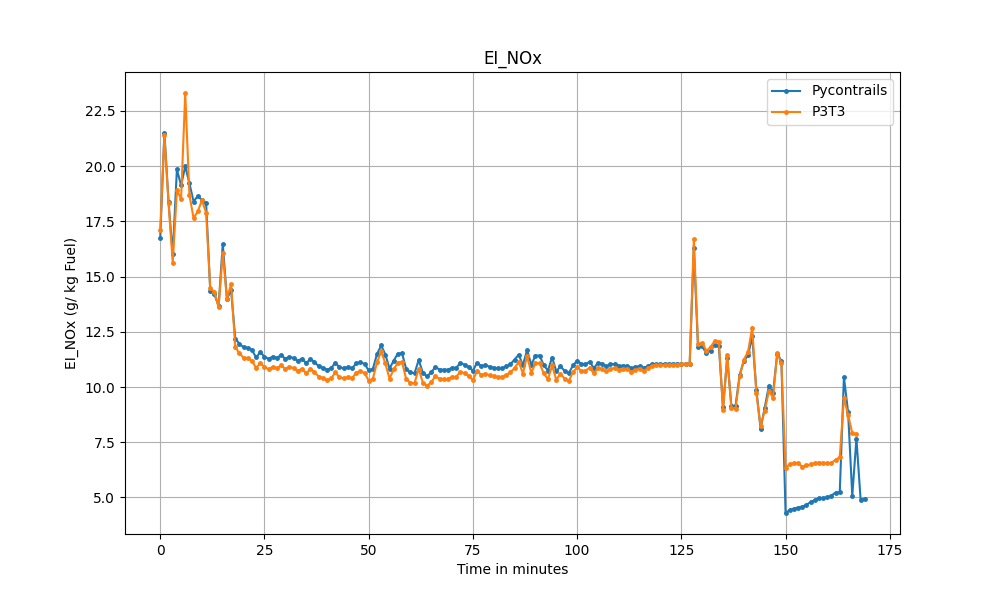 EI_NOx
Pycontrails
P3T3
EI_NOx (g/ kg Fuel)
22.5
20.0
17.5
15.0
12.5
10.0
7.5
5.0
0 25 50 75 100 125 150 175
Time in minutes